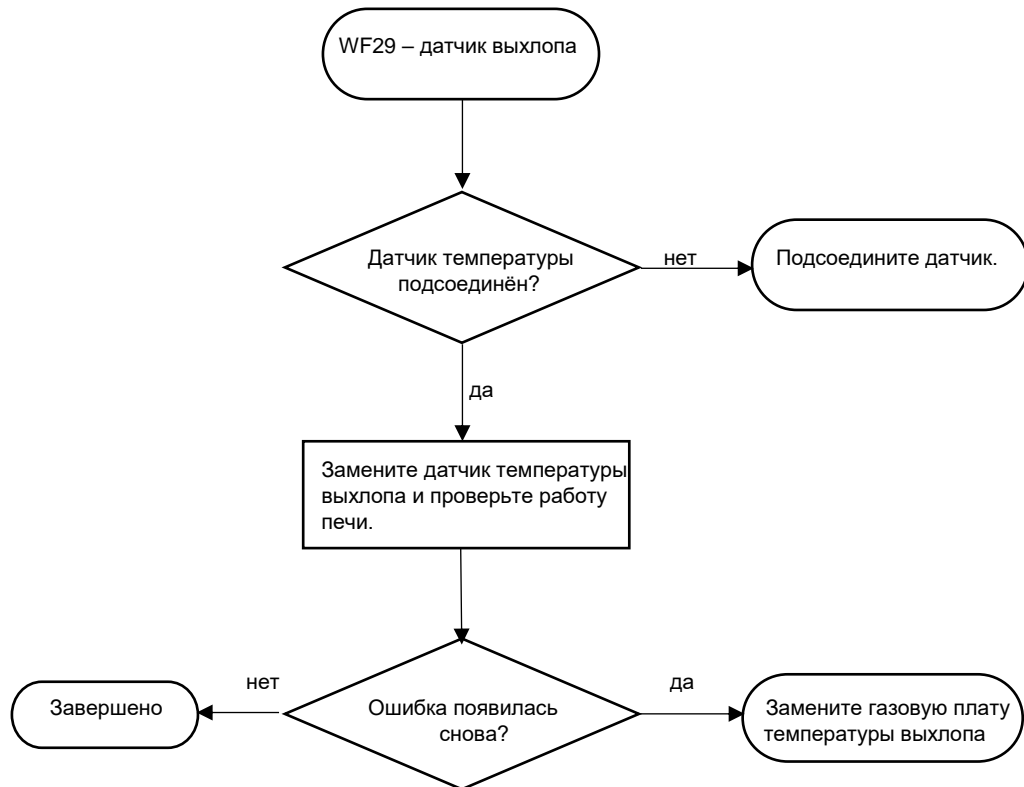 WF29 – датчик выхлопа
Датчик температуры
подсоединён?
нет
Подсоедините датчик.
да
Замените датчик температуры
выхлопа и проверьте работу
печи.
нет
Завершено
Ошибка появилась
снова?
да
Замените газовую плату
температуры выхлопа